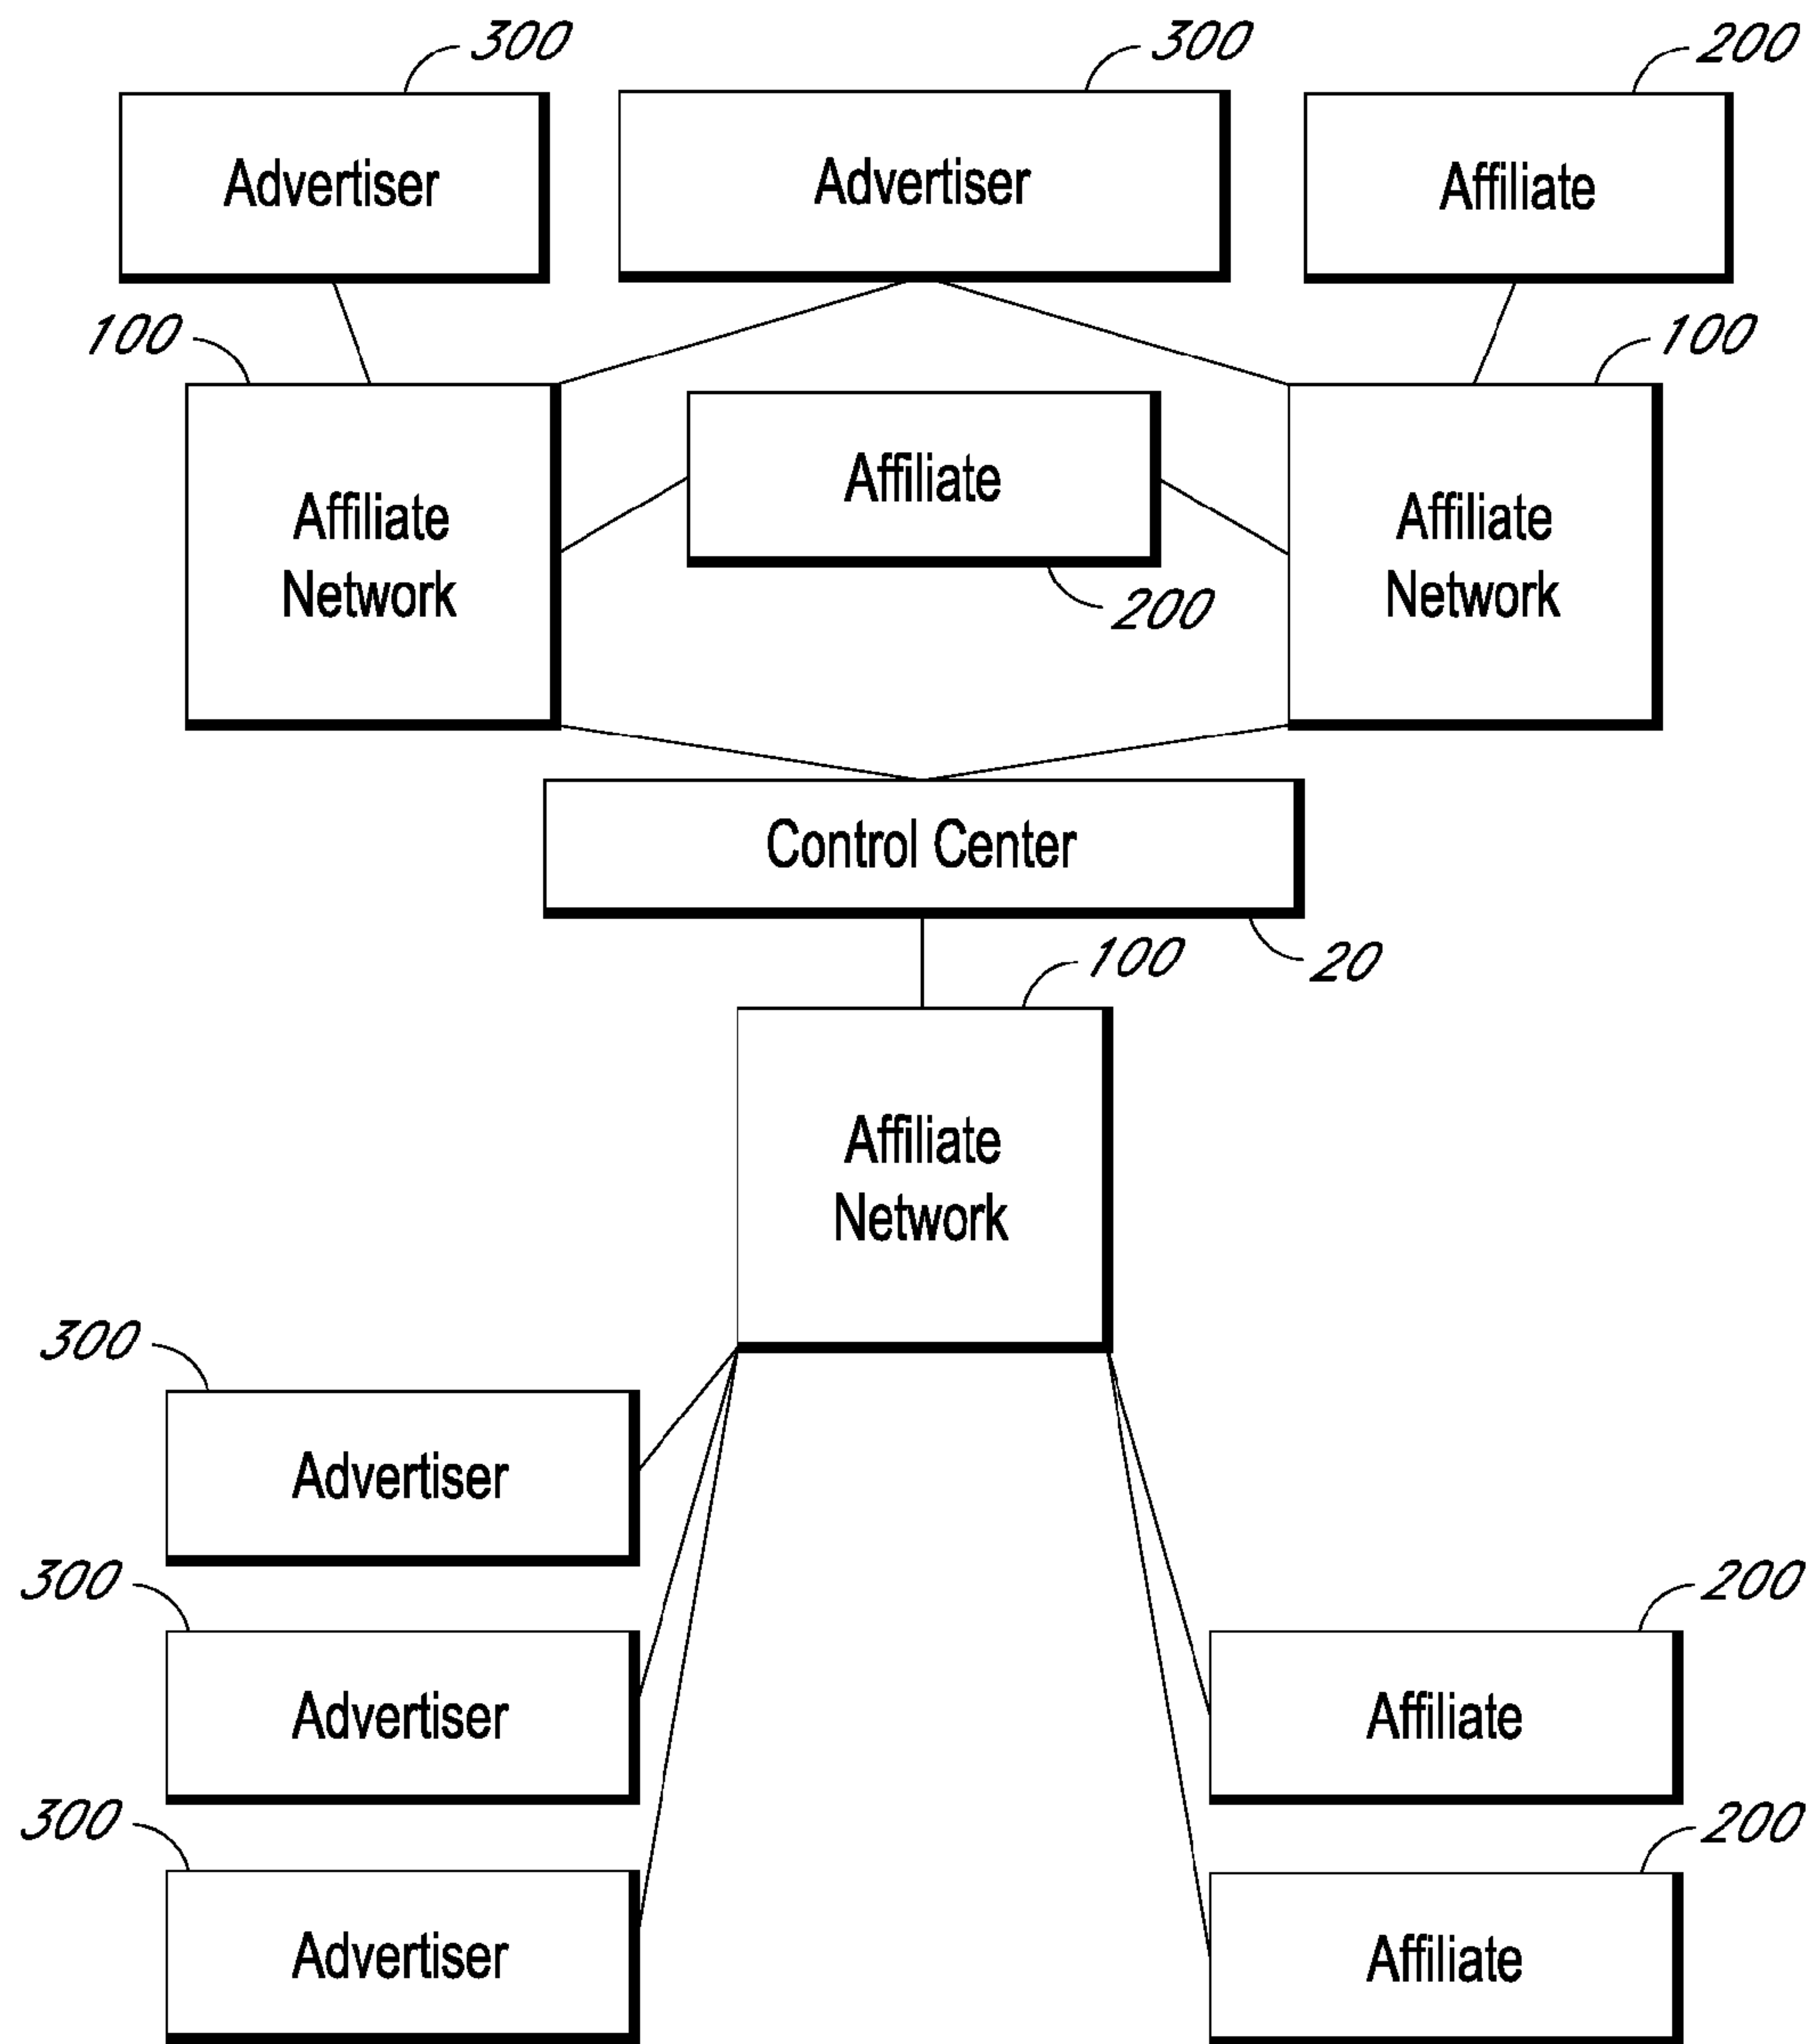 300
300
200
Advertiser
Advertiser
Affiliate
100
100
Affiliate
Network
Affiliate
200
Affiliate
Network
Control Center
20
100
Affiliate
Network
300
Advertiser
300
Advertiser
200
Affiliate
300
Advertiser
200
Affiliate